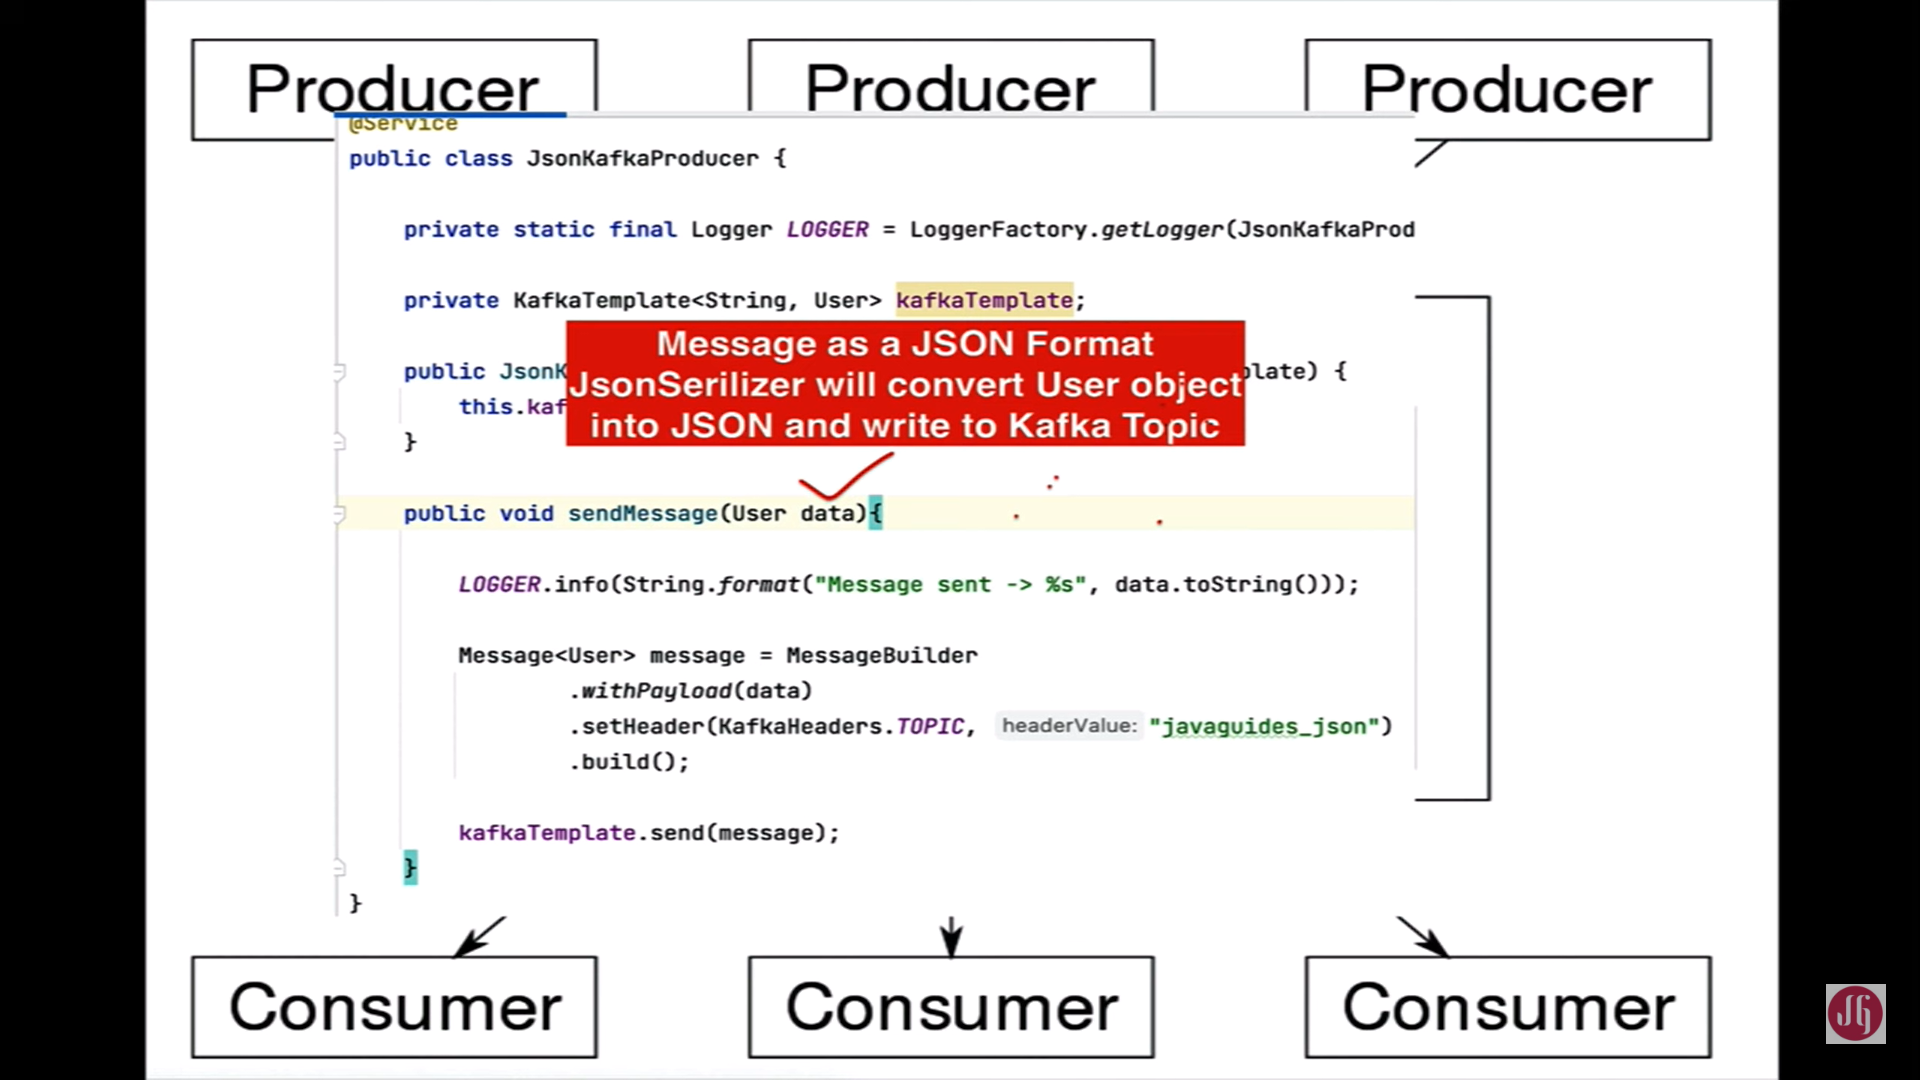 Producer
Producer
Producer
@Service
public class JsonKafkaProducer {
private static final Logger LOGGER = LoggerFactory.getLogger(JsonKafkaProd
private KafkaTemplate<String, User> kafkaTemplate;
Message as a JSON Format
public JsonK
JsonSerilizer will convert User object
plate) {
this.kaf
into JSON and write to Kafka Topic
}
public void sendMessage(User data){
LOGGER.info(String.format("Message sent -> %s", data.toString()));
Message<User> message = MessageBuilder
.withPayload(data)
.setHeader(KafkaHeaders.TOPIC, headerValue: "javaguides_json")
.build();
kafkaTemplate.send(message);
}
}
Consumer
Consumer
Consumer
JG